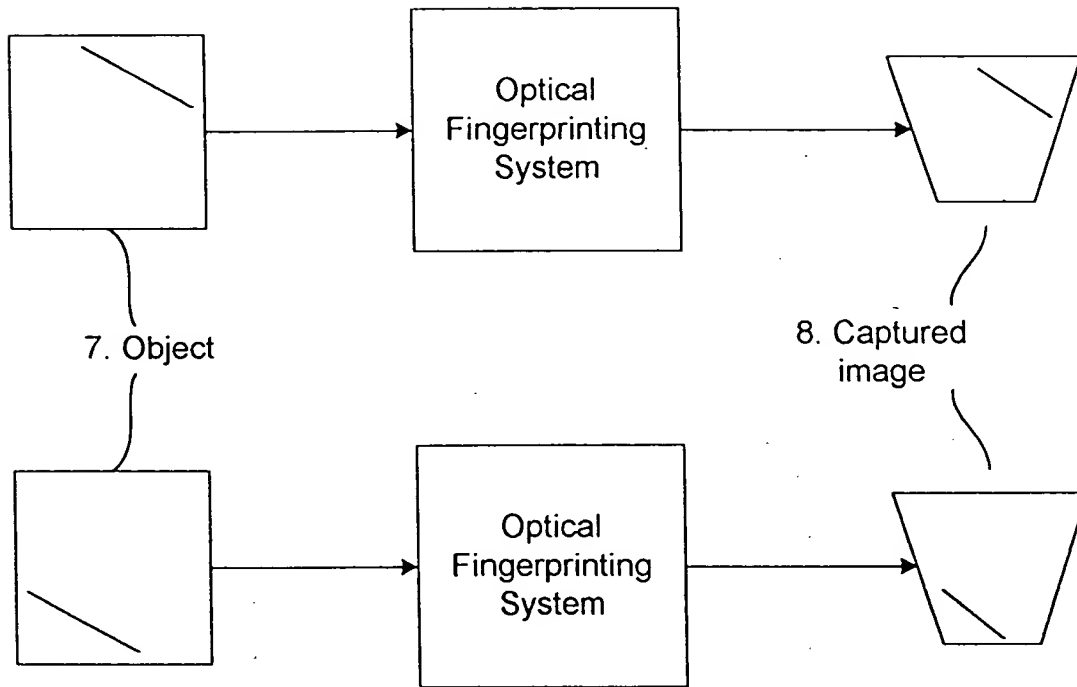 Optical
Fingerprinting
System
7. Object
8. Captured
image
Optical
Fingerprinting
System